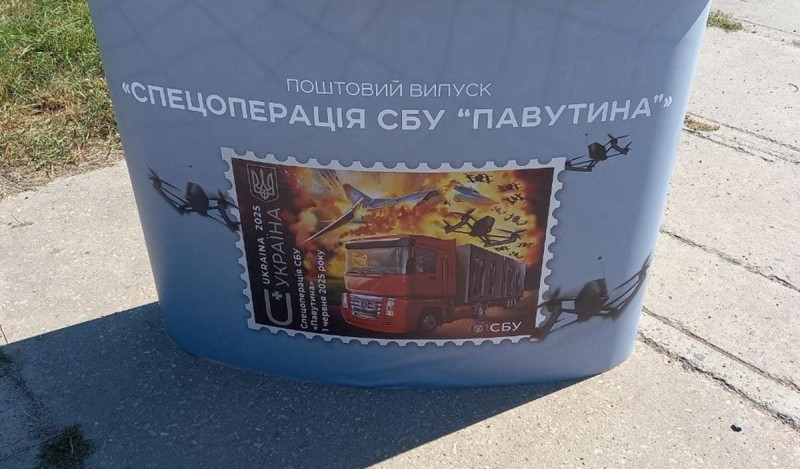 ПОШТОВИЙ ВИПУСК
«СПЕЦОПЕРАЦІЯ СБУ “ПАВУТИНА”»
UKRAINA 2025
УКРАЇНА
Спецоперація СБУ
«Павутина»
1 червня 2025 року
СБУ